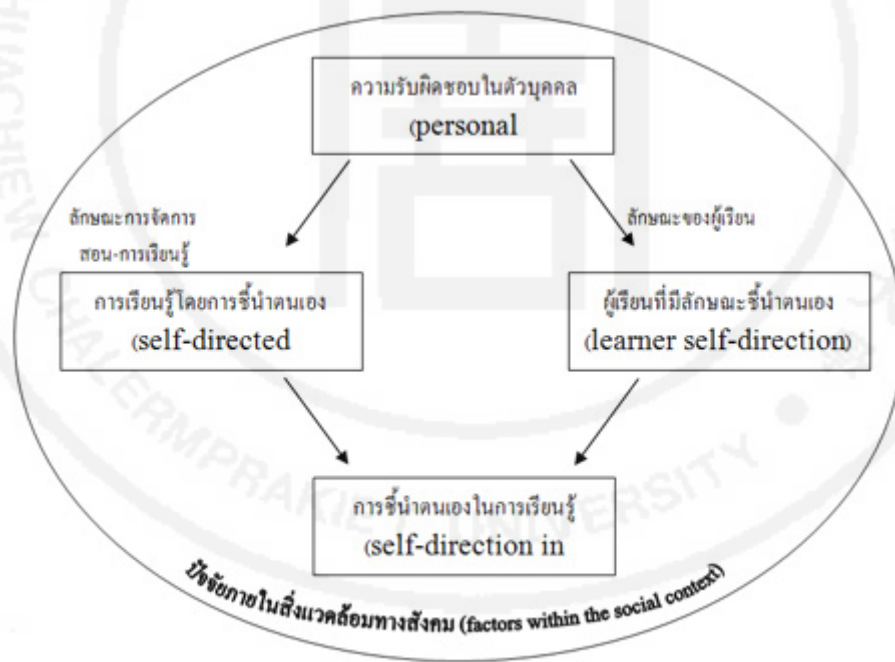 ความรับผิดชอบในตัวบุคคล
(personal
ลักษณะการจัดการ
สอน-การเรียนรู้
ลักษณะของผู้เรียน
การเรียนรู้โดยการชี้นำตนเอง
(self-directed
ผู้เรียนที่มีลักษณะชี้นำตนเอง
(learner self-direction)
การชี้นำตนเองในการเรียนรู้
(self-direction in
ปัจจัยภายในสิ่งแวดล้อมทางสังคม (factors within the social context)
CHALERMPRAKIET UNIVERSITY